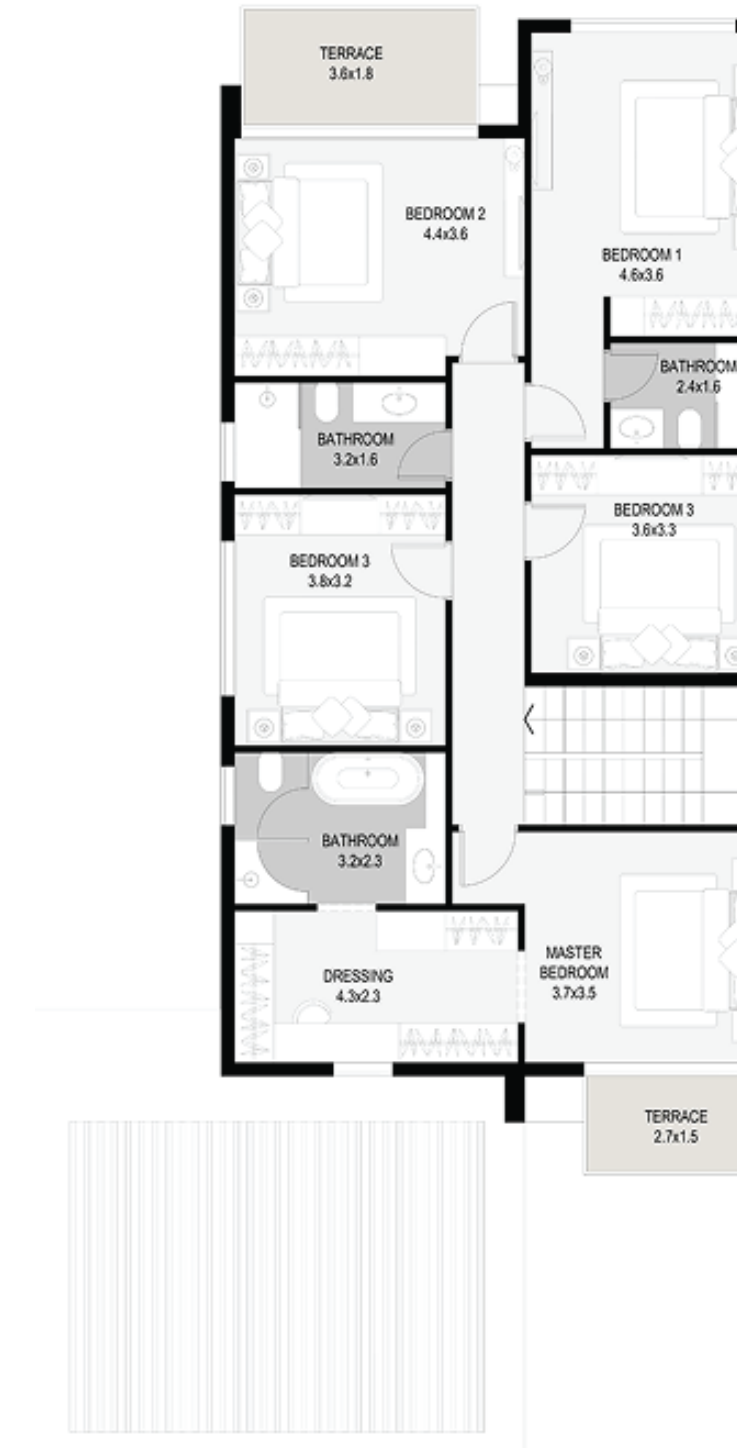 TERRACE
3.6x1.8
BEDROOM 2
4.4x3.6
BEDROOM 1
4.6x3.6
BATHROOM
2.4x1.6
BATHROOM
3.2x1.6
BEDROOM 3
3.6x3.3
BEDROOM 3
3.8x3.2
BATHROOM
3.2x2.3
MASTER
BEDROOM
3.7x3.5
DRESSING
4.3x2.3
TERRACE
2.7x1.5